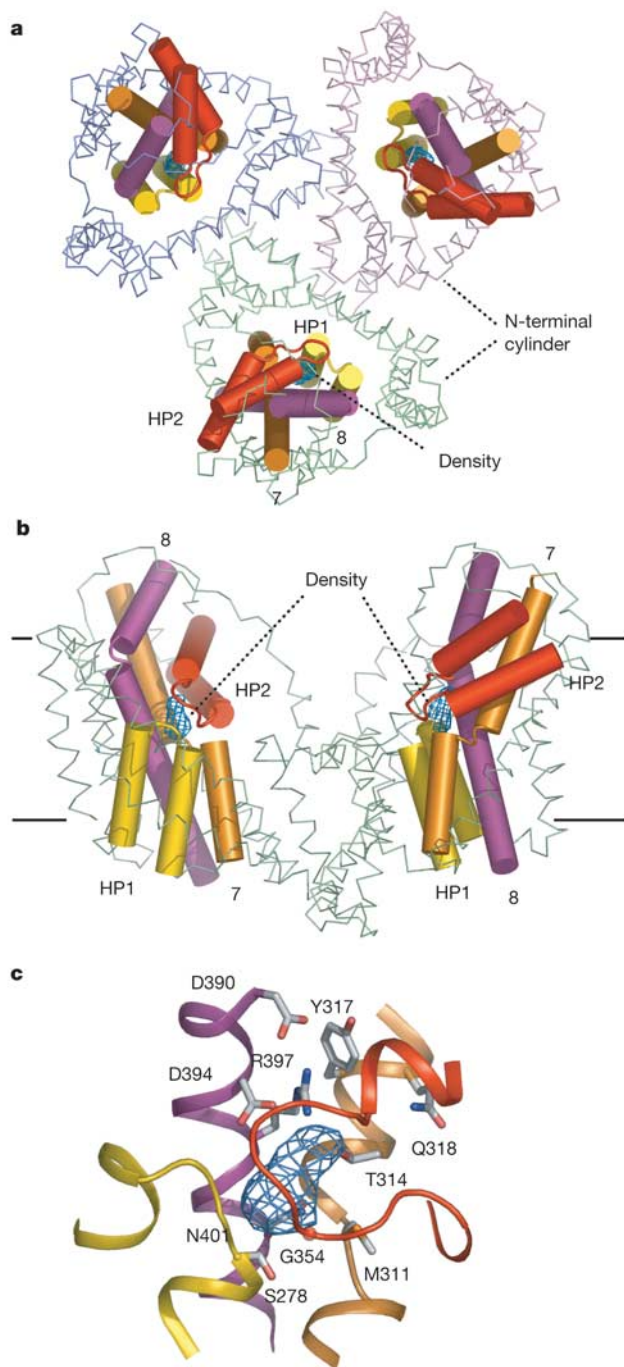 a
HP1
N-terminal
cylinder
HP2
8
Density
7
b
8
7
Density
HP2
HP2
HP1
7
HP1
8
c
D390
Y317
R397
D394
Q318
T314
N401
G354
M311
S278